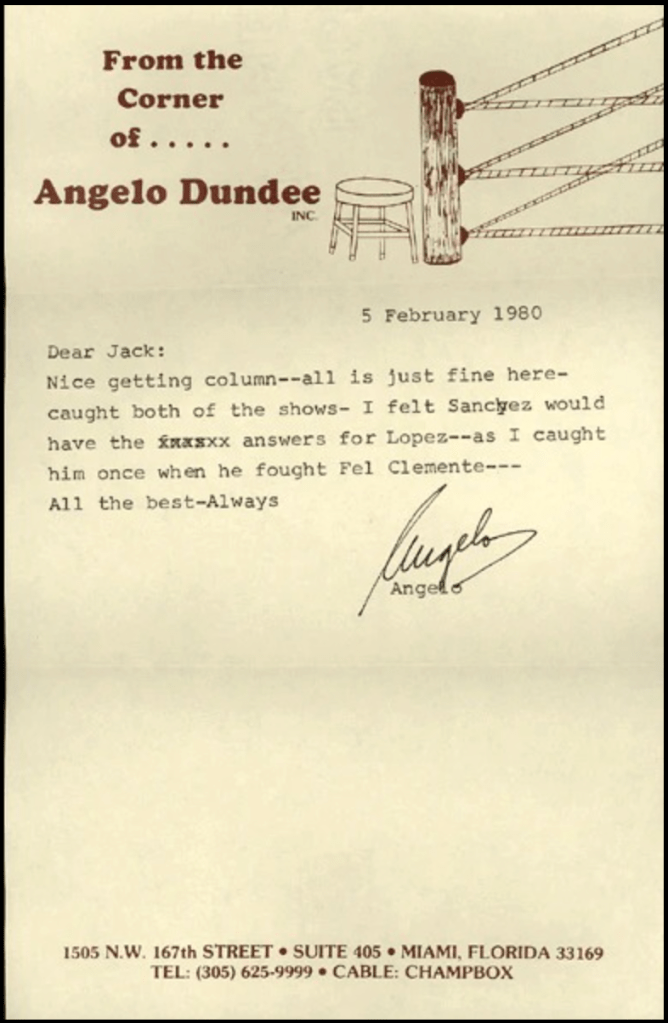 From the
Corner
of . . . . .
Angelo Dundee
INC.
5 February 1980
Dear Jack:
Nice getting column--all is just fine here-
caught both of the shows- I felt Sanchez would
have the answers for Lopez--as I caught
him once when he fought Fel Clemente---
All the best-Always
Angelo
Angelo
1505 N.W. 167th STREET • SUITE 405 • MIAMI, FLORIDA 33169
TEL: (305) 625-9999 • CABLE: CHAMPBOX